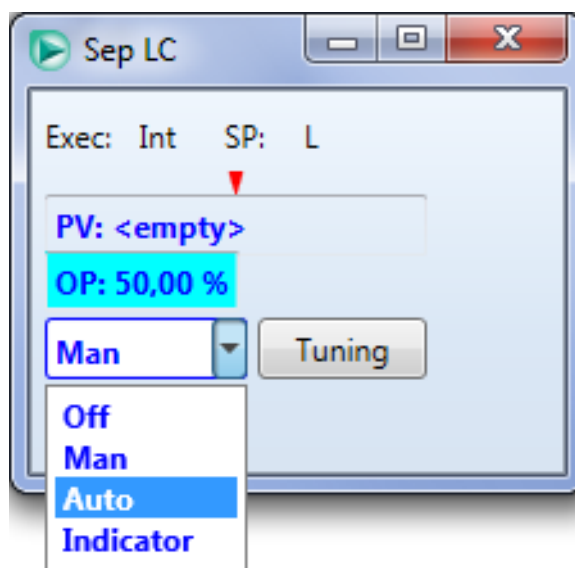 Sep LC
Exec: Int SP: L
PV: <empty>
OP: 50,00 %
Man Tuning
Off
Man
Auto
Indicator